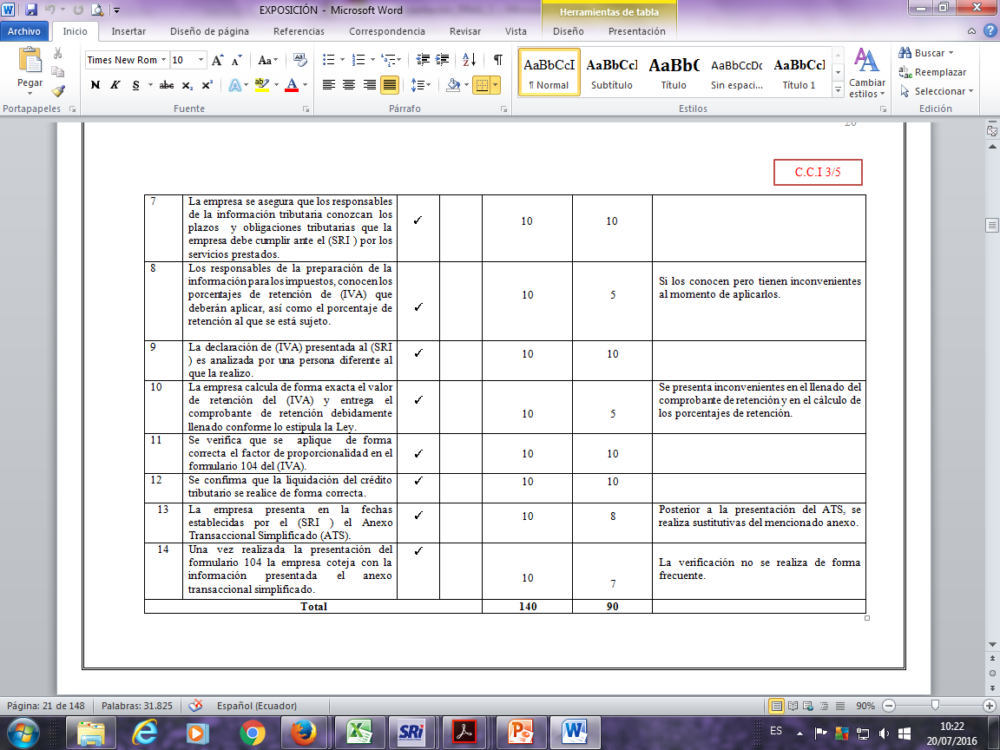 EXPOSICIÓN - Microsoft Word
Herramientas de tabla
Archivo Inicio Insertar Diseño de página Referencias Correspondencia Revisar Vista Diseño Presentación
Pegar
Times New Rom 10
N K S abc x₂ x²
Aa
A
AaBbCcI AaBbCcl AaBbC AaBbCcDc AaBbCcl
¶ Normal Subtítulo Título Sin espaci... Título 1
Cambiar
estilos
Buscar
Reemplazar
Seleccionar
Portapapeles Fuente Párrafo Estilos Edición
20
C.C.I 3/5
7 La empresa se asegura que los responsables
de la información tributaria conozcan los
plazos y obligaciones tributarias que la
empresa debe cumplir ante el (SRI ) por los
servicios prestados.
✓ 10 10
8 Los responsables de la preparación de la
información para los impuestos, conocen los
porcentajes de retención de (IVA) que
deberán aplicar, así como el porcentaje de
retención al que se está sujeto.
✓ 10 5
Si los conocen pero tienen inconvenientes
al momento de aplicarlos.
9 La declaración de (IVA) presentada al (SRI
) es analizada por una persona diferente al
que la realizo.
✓ 10 10
10 La empresa calcula de forma exacta el valor
de retención del (IVA) y entrega el
comprobante de retención debidamente
llenado conforme lo estipula la Ley.
✓ 10 5
Se presenta inconvenientes en el llenado del
comprobante de retención y en el cálculo de
los porcentajes de retención.
11 Se verifica que se aplique de forma
correcta el factor de proporcionalidad en el
formulario 104 del (IVA).
✓ 10 10
12 Se confirma que la liquidación del crédito
tributario se realice de forma correcta.
✓ 10 10
13 La empresa presenta en la fechas
establecidas por el (SRI ) el Anexo
Transaccional Simplificado (ATS).
✓ 10 8
Posterior a la presentación del ATS, se
realiza sustitutivas del mencionado anexo.
14 Una vez realizada la presentación del
formulario 104 la empresa coteja con la
información presentada el anexo
transaccional simplificado.
✓ 10 7
La verificación no se realiza de forma
frecuente.
Total 140 90
Página: 21 de 148 Palabras: 31.825 Español (Ecuador) 90%
SRi
ES
10:22
20/07/2016